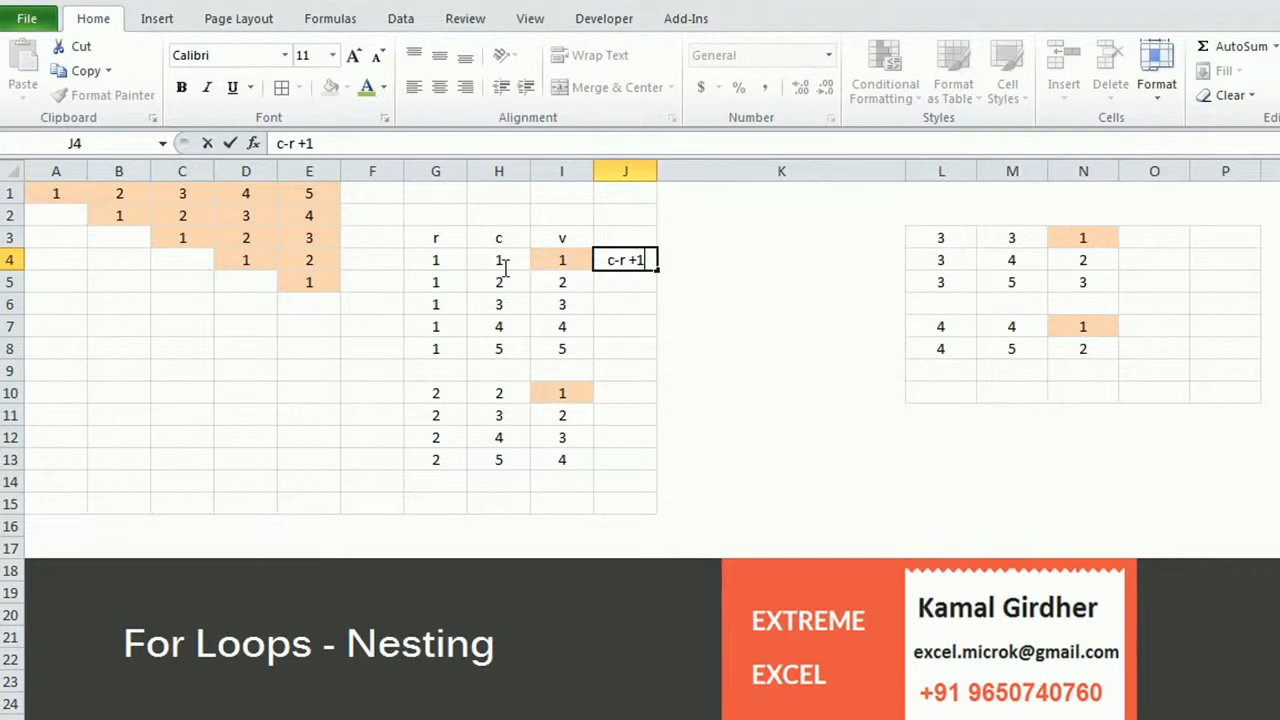 File Home Insert Page Layout Formulas Data Review View Developer Add-Ins
Paste Cut Copy Format Painter Clipboard
Calibri 11 B I U Font
Wrap Text Merge & Center Alignment
General $ % , Number
Conditional Formatting Format as Table Cell Styles Styles
Insert Delete Format Cells
Σ AutoSum Fill Clear
J4 fx c-r +1
A B C D E F G H I J K L M N O P
1 1 2 3 4 5
2 1 2 3 4
3 1 2 3 r c v 3 3 1
4 1 2 1 1 1 c-r +1 3 4 2
5 1 1 2 2 3 5 3
6 1 3 3
7 1 4 4 4 4 1
8 1 5 5 4 5 2
9
10 2 2 1
11 2 3 2
12 2 4 3
13 2 5 4
14
15
16
17
18
19
20
21
22
23
24
For Loops - Nesting
EXTREME
EXCEL
Kamal Girdher
excel.microk@gmail.com
+91 9650740760